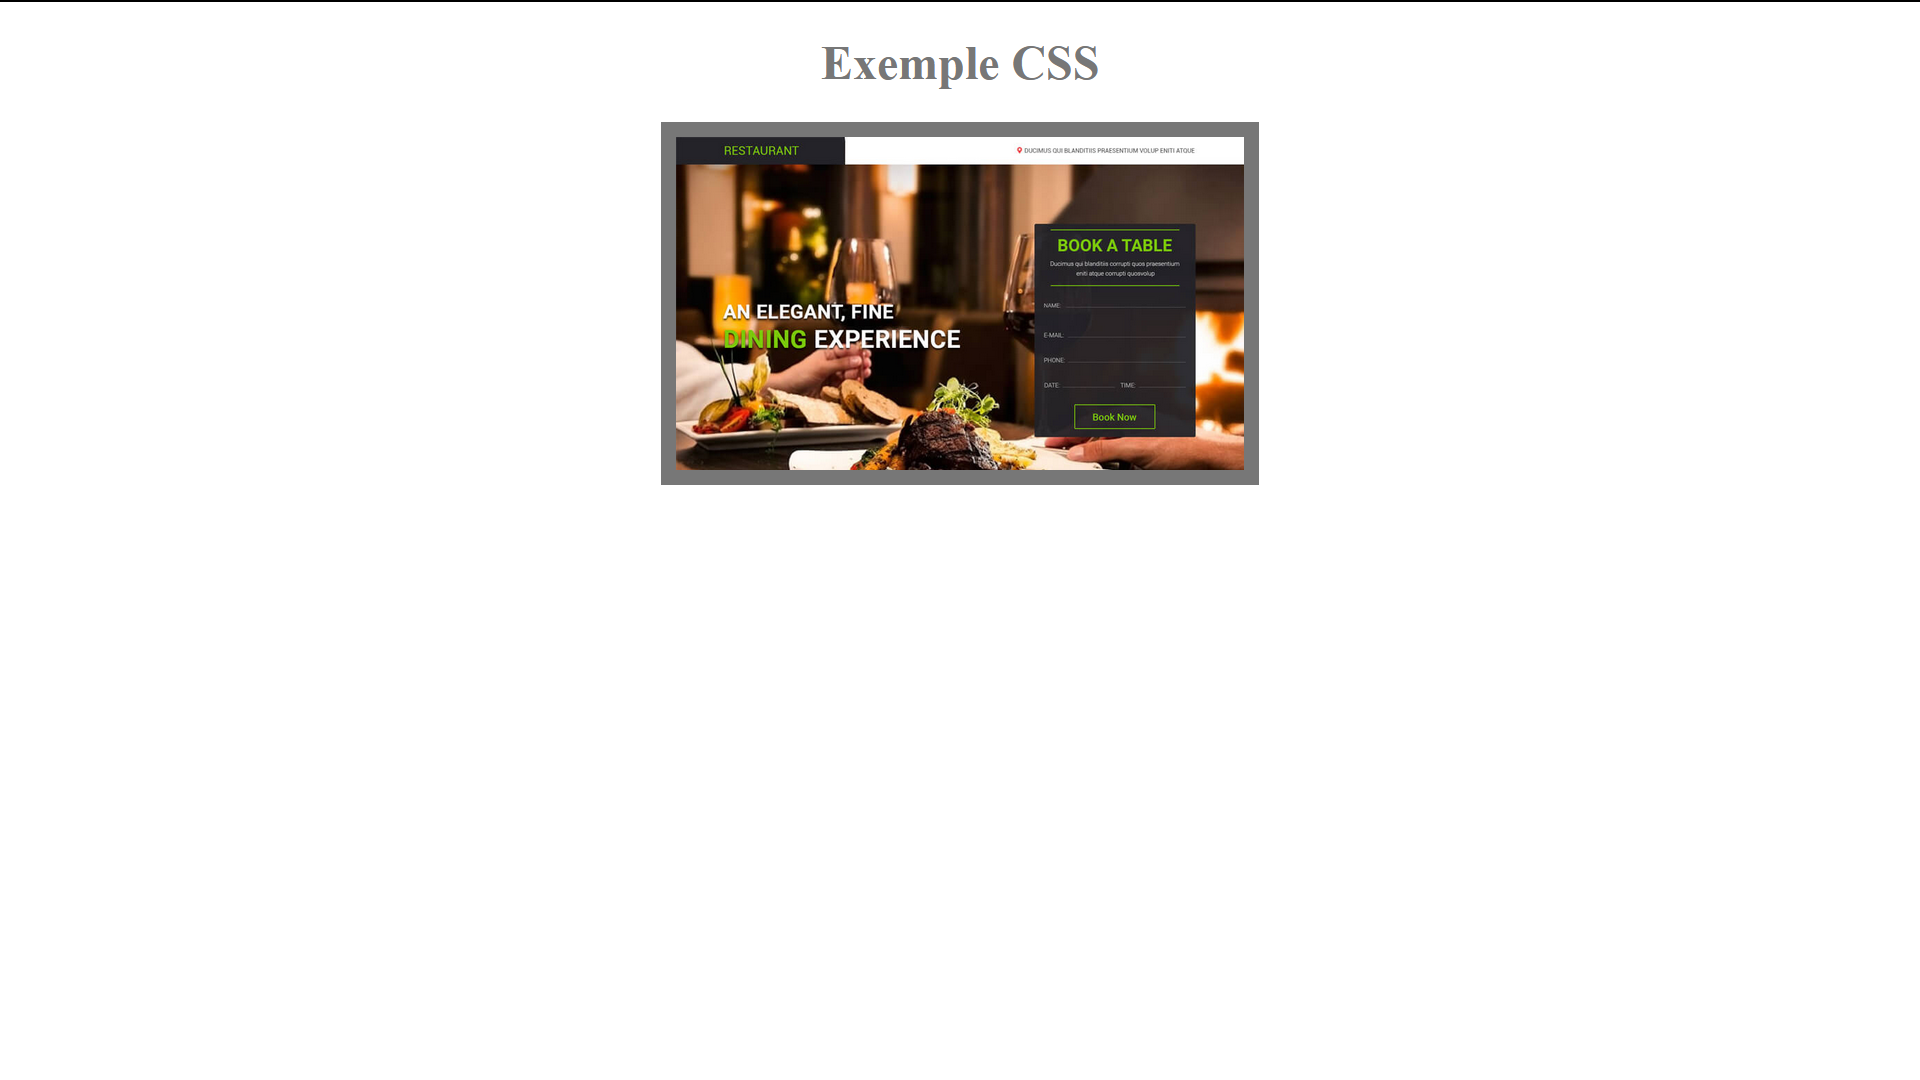 Exemple CSS
RESTAURANT
DUCIMUS QUI BLANDITIIS PRAESENTIUM VOLUP ENITI ATQUE
BOOK A TABLE
Ducimus qui blanditiis corrupti quos praesentium
eniti atque corrupti quosvolup
AN ELEGANT, FINE
DINING EXPERIENCE
NAME:
E-MAIL:
PHONE:
DATE: TIME:
Book Now